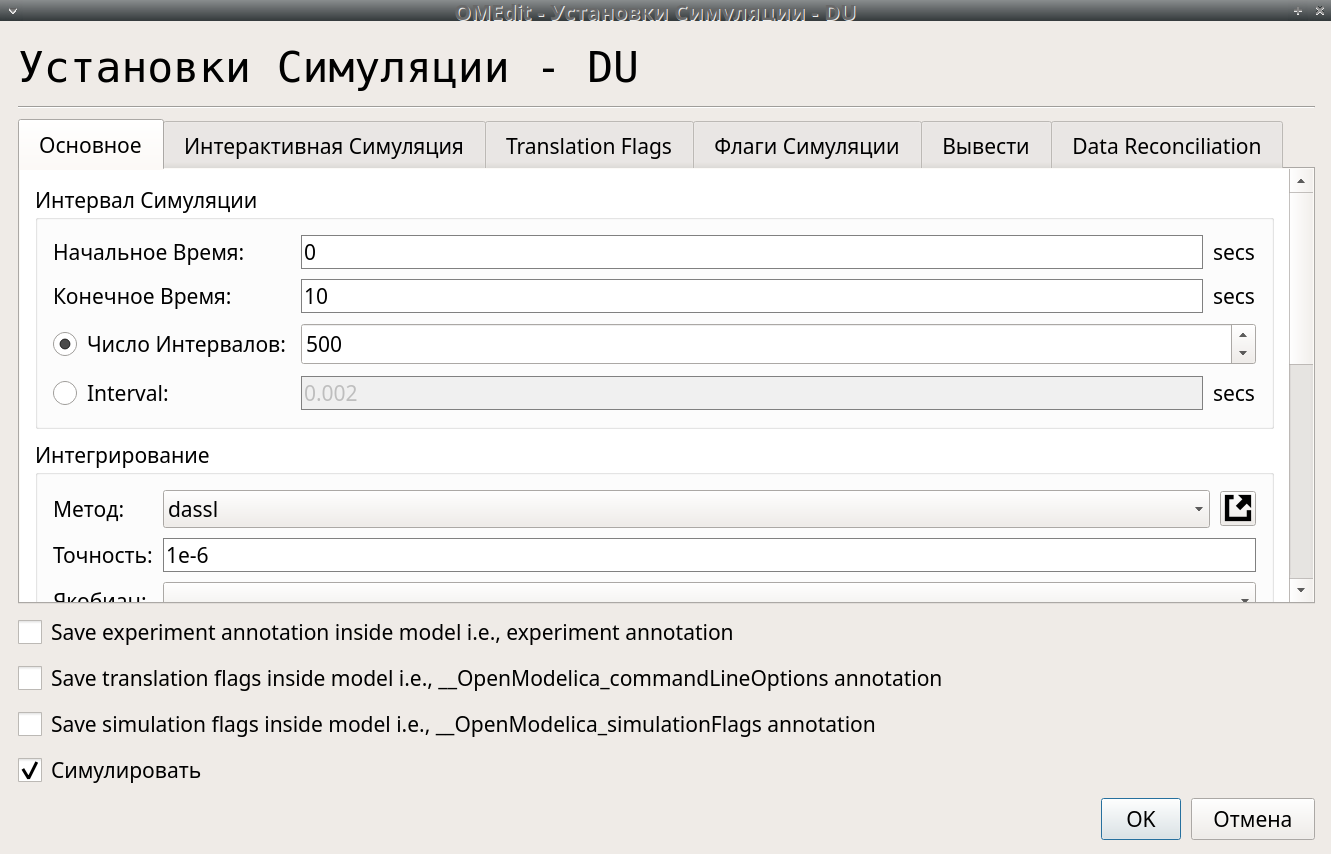 OMEdit - Установки Симуляции - DU
Установки Симуляции - DU
Основное Интерактивная Симуляция Translation Flags Флаги Симуляции Вывести Data Reconciliation
Интервал Симуляции
Начальное Время: 0 secs
Конечное Время: 10 secs
Число Интервалов: 500
Interval: 0.002 secs
Интегрирование
Метод: dassl
Точность: 1e-6
Якобиан:
Save experiment annotation inside model i.e., experiment annotation
Save translation flags inside model i.e., __OpenModelica_commandLineOptions annotation
Save simulation flags inside model i.e., __OpenModelica_simulationFlags annotation
Симулировать
OK Отмена